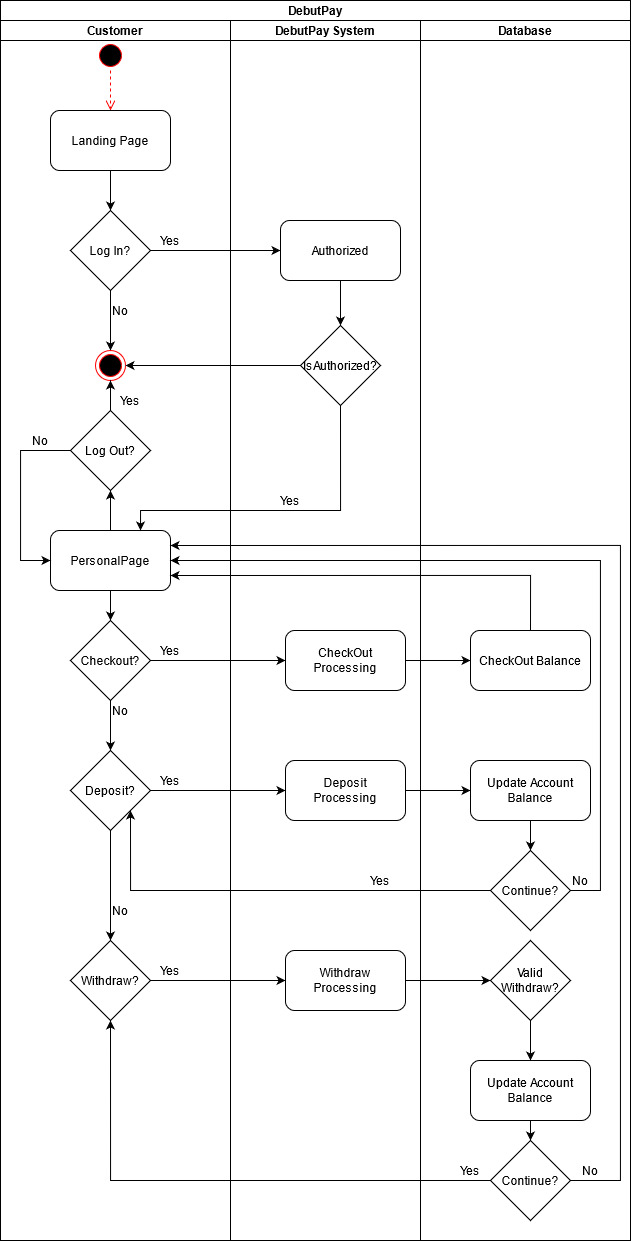 DebutPay
Customer
DebutPay System
Database
Landing Page
Log In?
Yes
Authorized
No
IsAuthorized?
Yes
Log Out?
No
Yes
PersonalPage
Checkout?
Yes
CheckOut
Processing
CheckOut Balance
No
Deposit?
Yes
Deposit
Processing
Update Account
Balance
Yes
Continue?
No
No
Withdraw?
Yes
Withdraw
Processing
Valid
Withdraw?
Update Account
Balance
Yes
Continue?
No